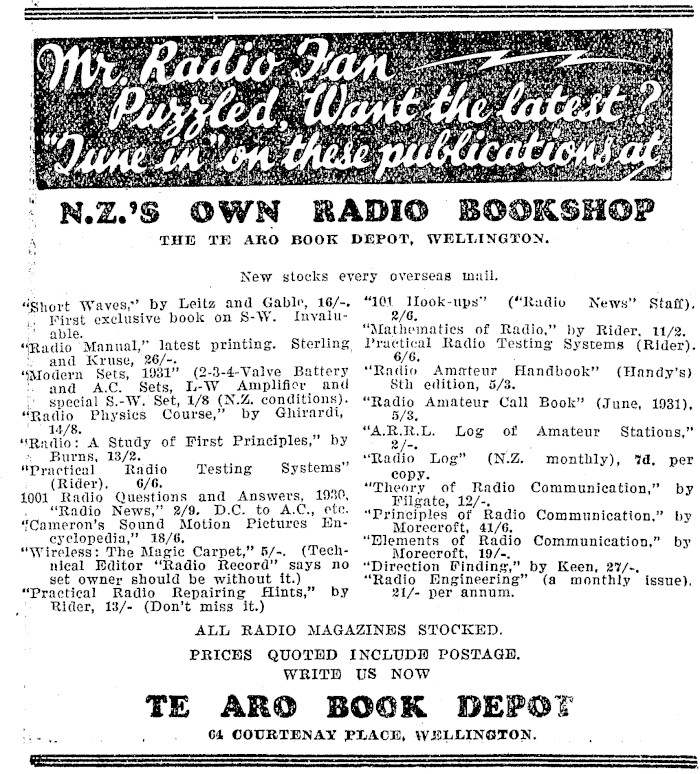 Mr. Radio Fan
Puzzled, Want the latest?
"Tune in" on these publications at
N.Z.'S OWN RADIO BOOKSHOP
THE TE ARO BOOK DEPOT, WELLINGTON.
New stocks every overseas mail.
"Short Waves," by Leitz and Gable, 16/-.
First exclusive book on S-W. Invalu-
able.
"Radio Manual," latest printing. Sterling
and Kruse, 26/-.
"Modern Sets, 1931" (2-3-4-Valve Battery
and A.C. Sets, L-W Amplifier and
special S.-W. Set, 1/8 (N.Z. conditions).
"Radio Physics Course," by Ghirardi,
14/8.
"Radio: A Study of First Principles," by
Burns, 13/2.
"Practical Radio Testing Systems"
(Rider). 6/6.
1001 Radio Questions and Answers, 1930,
"Radio News," 2/9. D.C. to A.C., etc.
"Cameron's Sound Motion Pictures En-
cyclopedia," 18/6.
"Wireless: The Magic Carpet," 5/-. (Tech-
nical Editor "Radio Record" says no
set owner should be without it.)
"Practical Radio Repairing Hints," by
Rider, 13/- (Don't miss it.)
"101 Hook-ups" ("Radio News" Staff).
2/6.
"Mathematics of Radio," by Rider, 11/2.
Practical Radio Testing Systems (Rider).
6/6.
"Radio Amateur Handbook" (Handy's)
8th edition, 5/3.
"Radio Amateur Call Book" (June, 1931),
5/3.
"A.R.R.L. Log of Amateur Stations,"
2/-.
"Radio Log" (N.Z. monthly), 7d. per
copy.
"Theory of Radio Communication," by
Filgate, 12/-.
"Principles of Radio Communication," by
Morecroft, 41/6.
"Elements of Radio Communication," by
Morecroft, 19/-.
"Direction Finding," by Keen, 27/-.
"Radio Engineering" (a monthly issue).
21/- per annum.
ALL RADIO MAGAZINES STOCKED.
PRICES QUOTED INCLUDE POSTAGE.
WRITE US NOW
TE ARO BOOK DEPOT
64 COURTENAY PLACE, WELLINGTON.